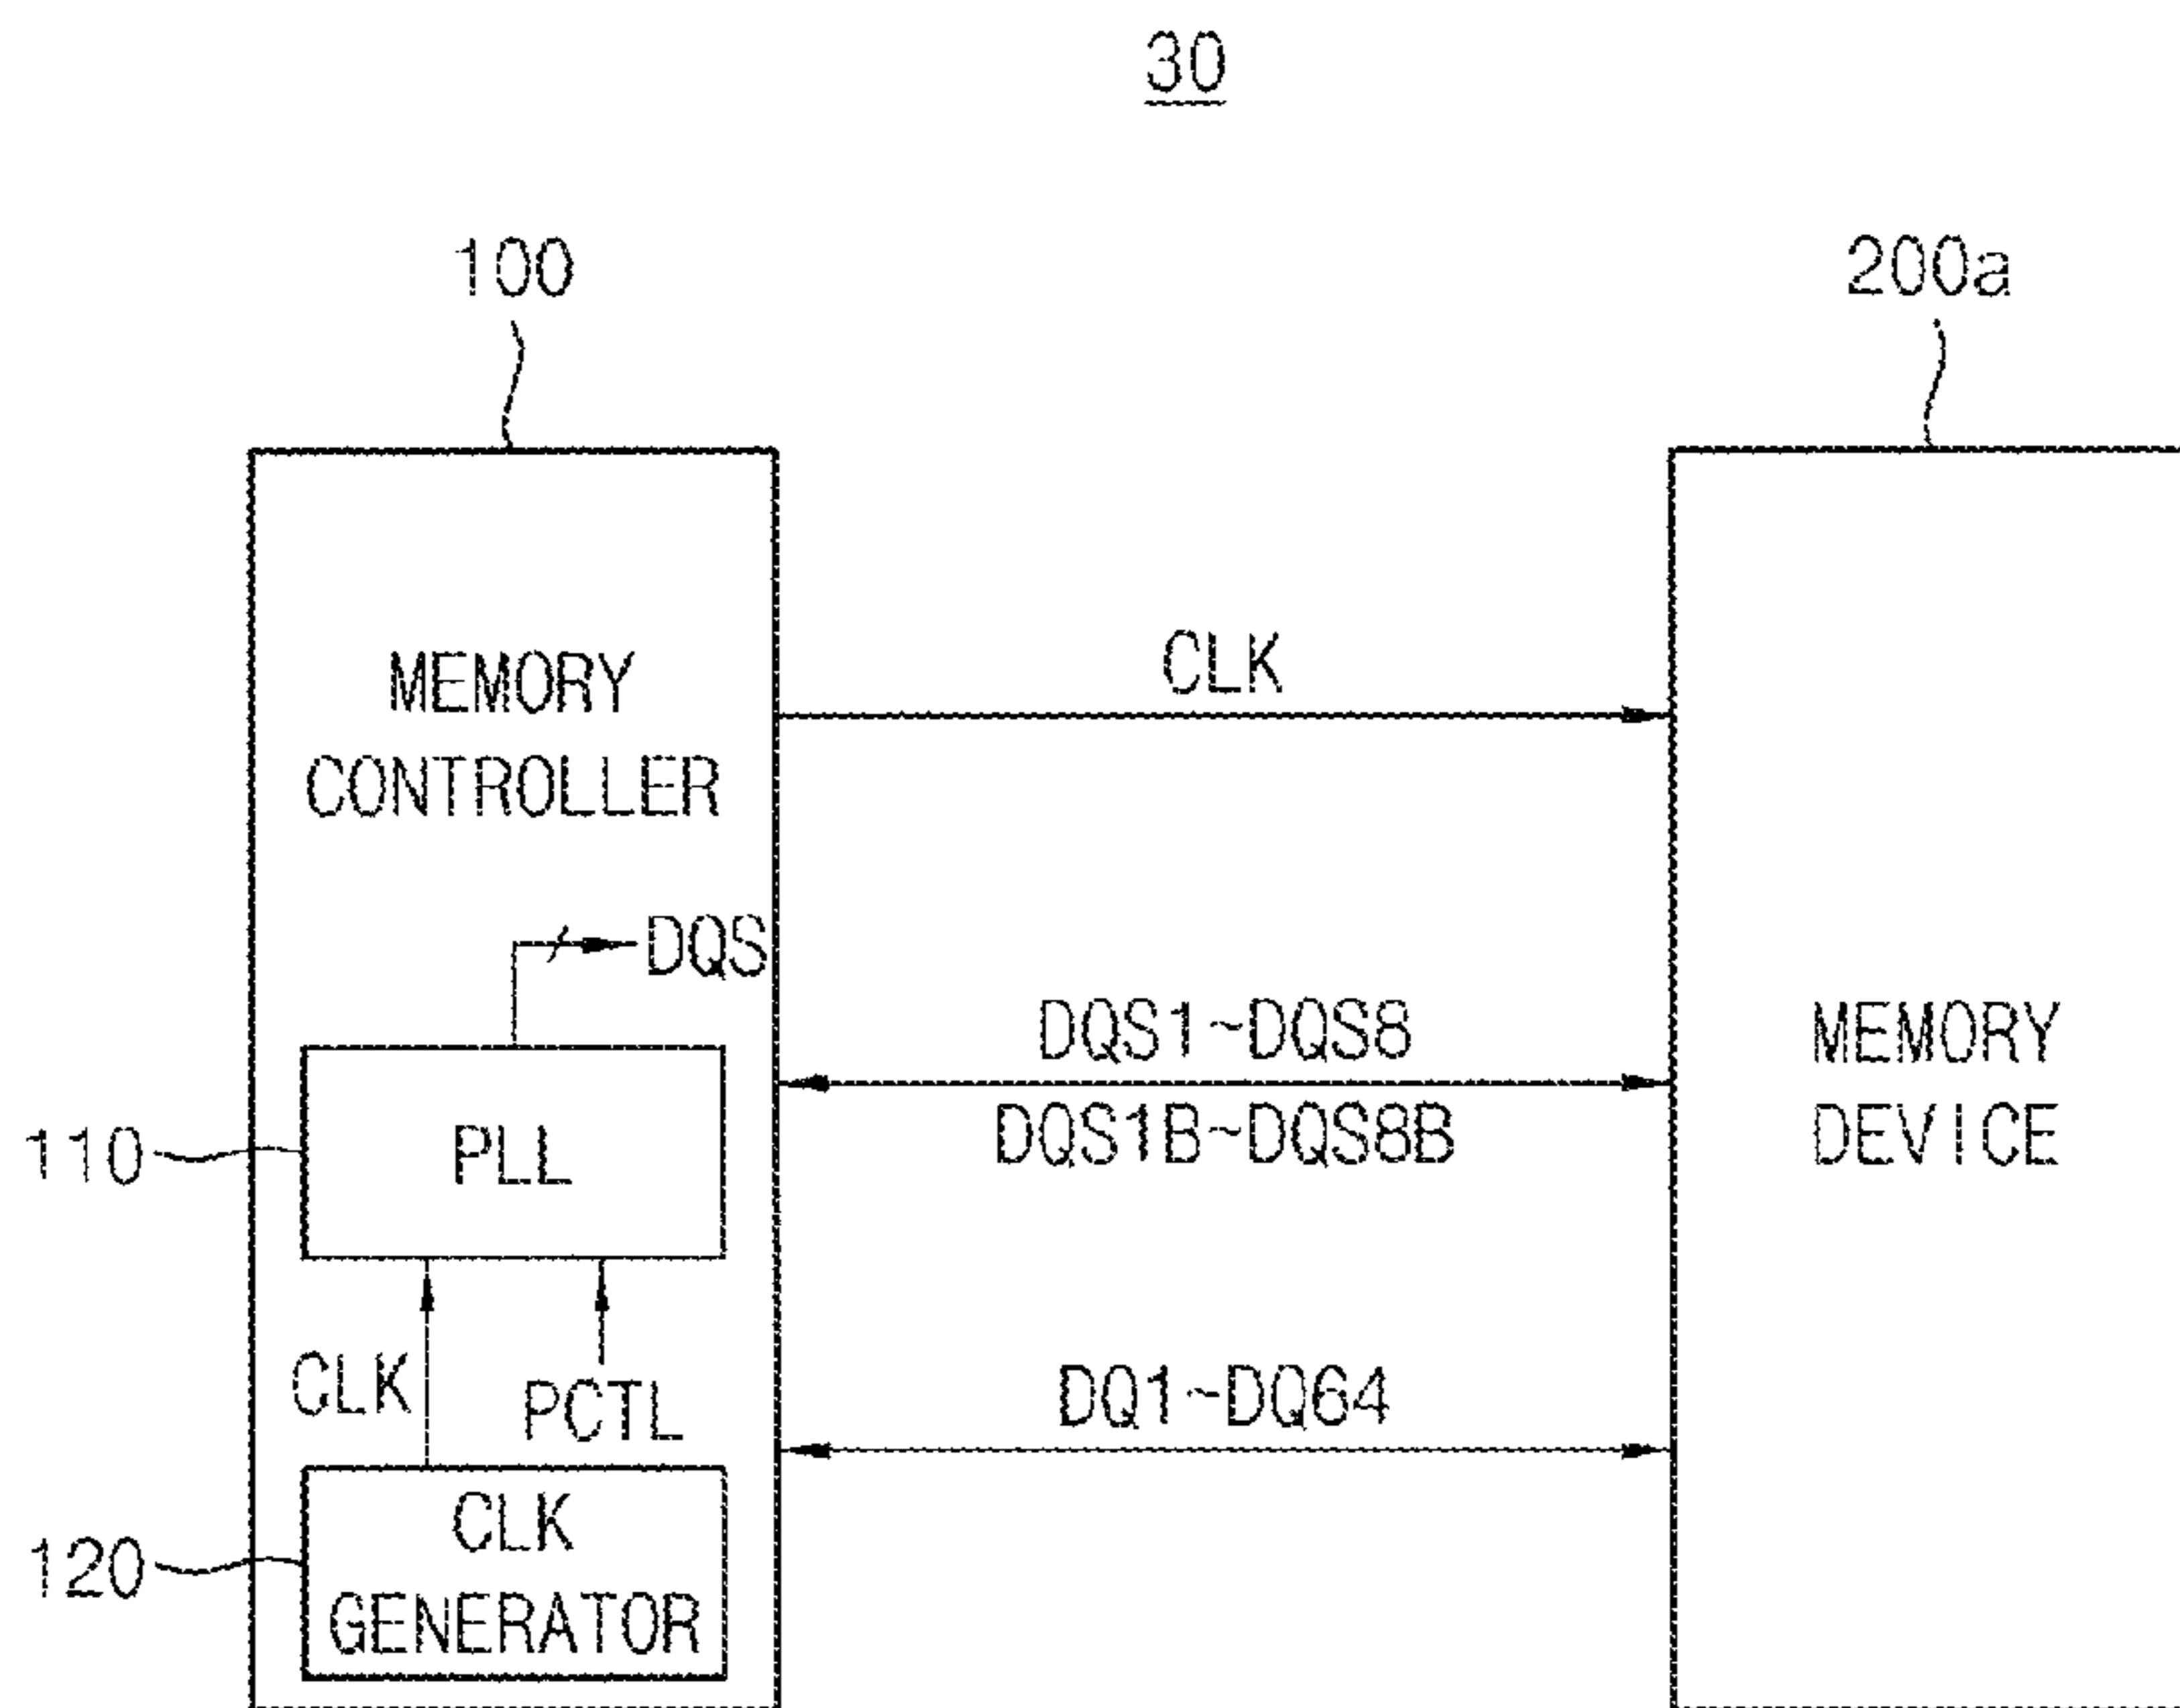 30
100
200a
MEMORY
CONTROLLER
CLK
DQS
DQS1~DQS8
DQS1B~DQS8B
MEMORY
DEVICE
110
PLL
CLK
PCTL
DQ1~DQ64
120
CLK
GENERATOR